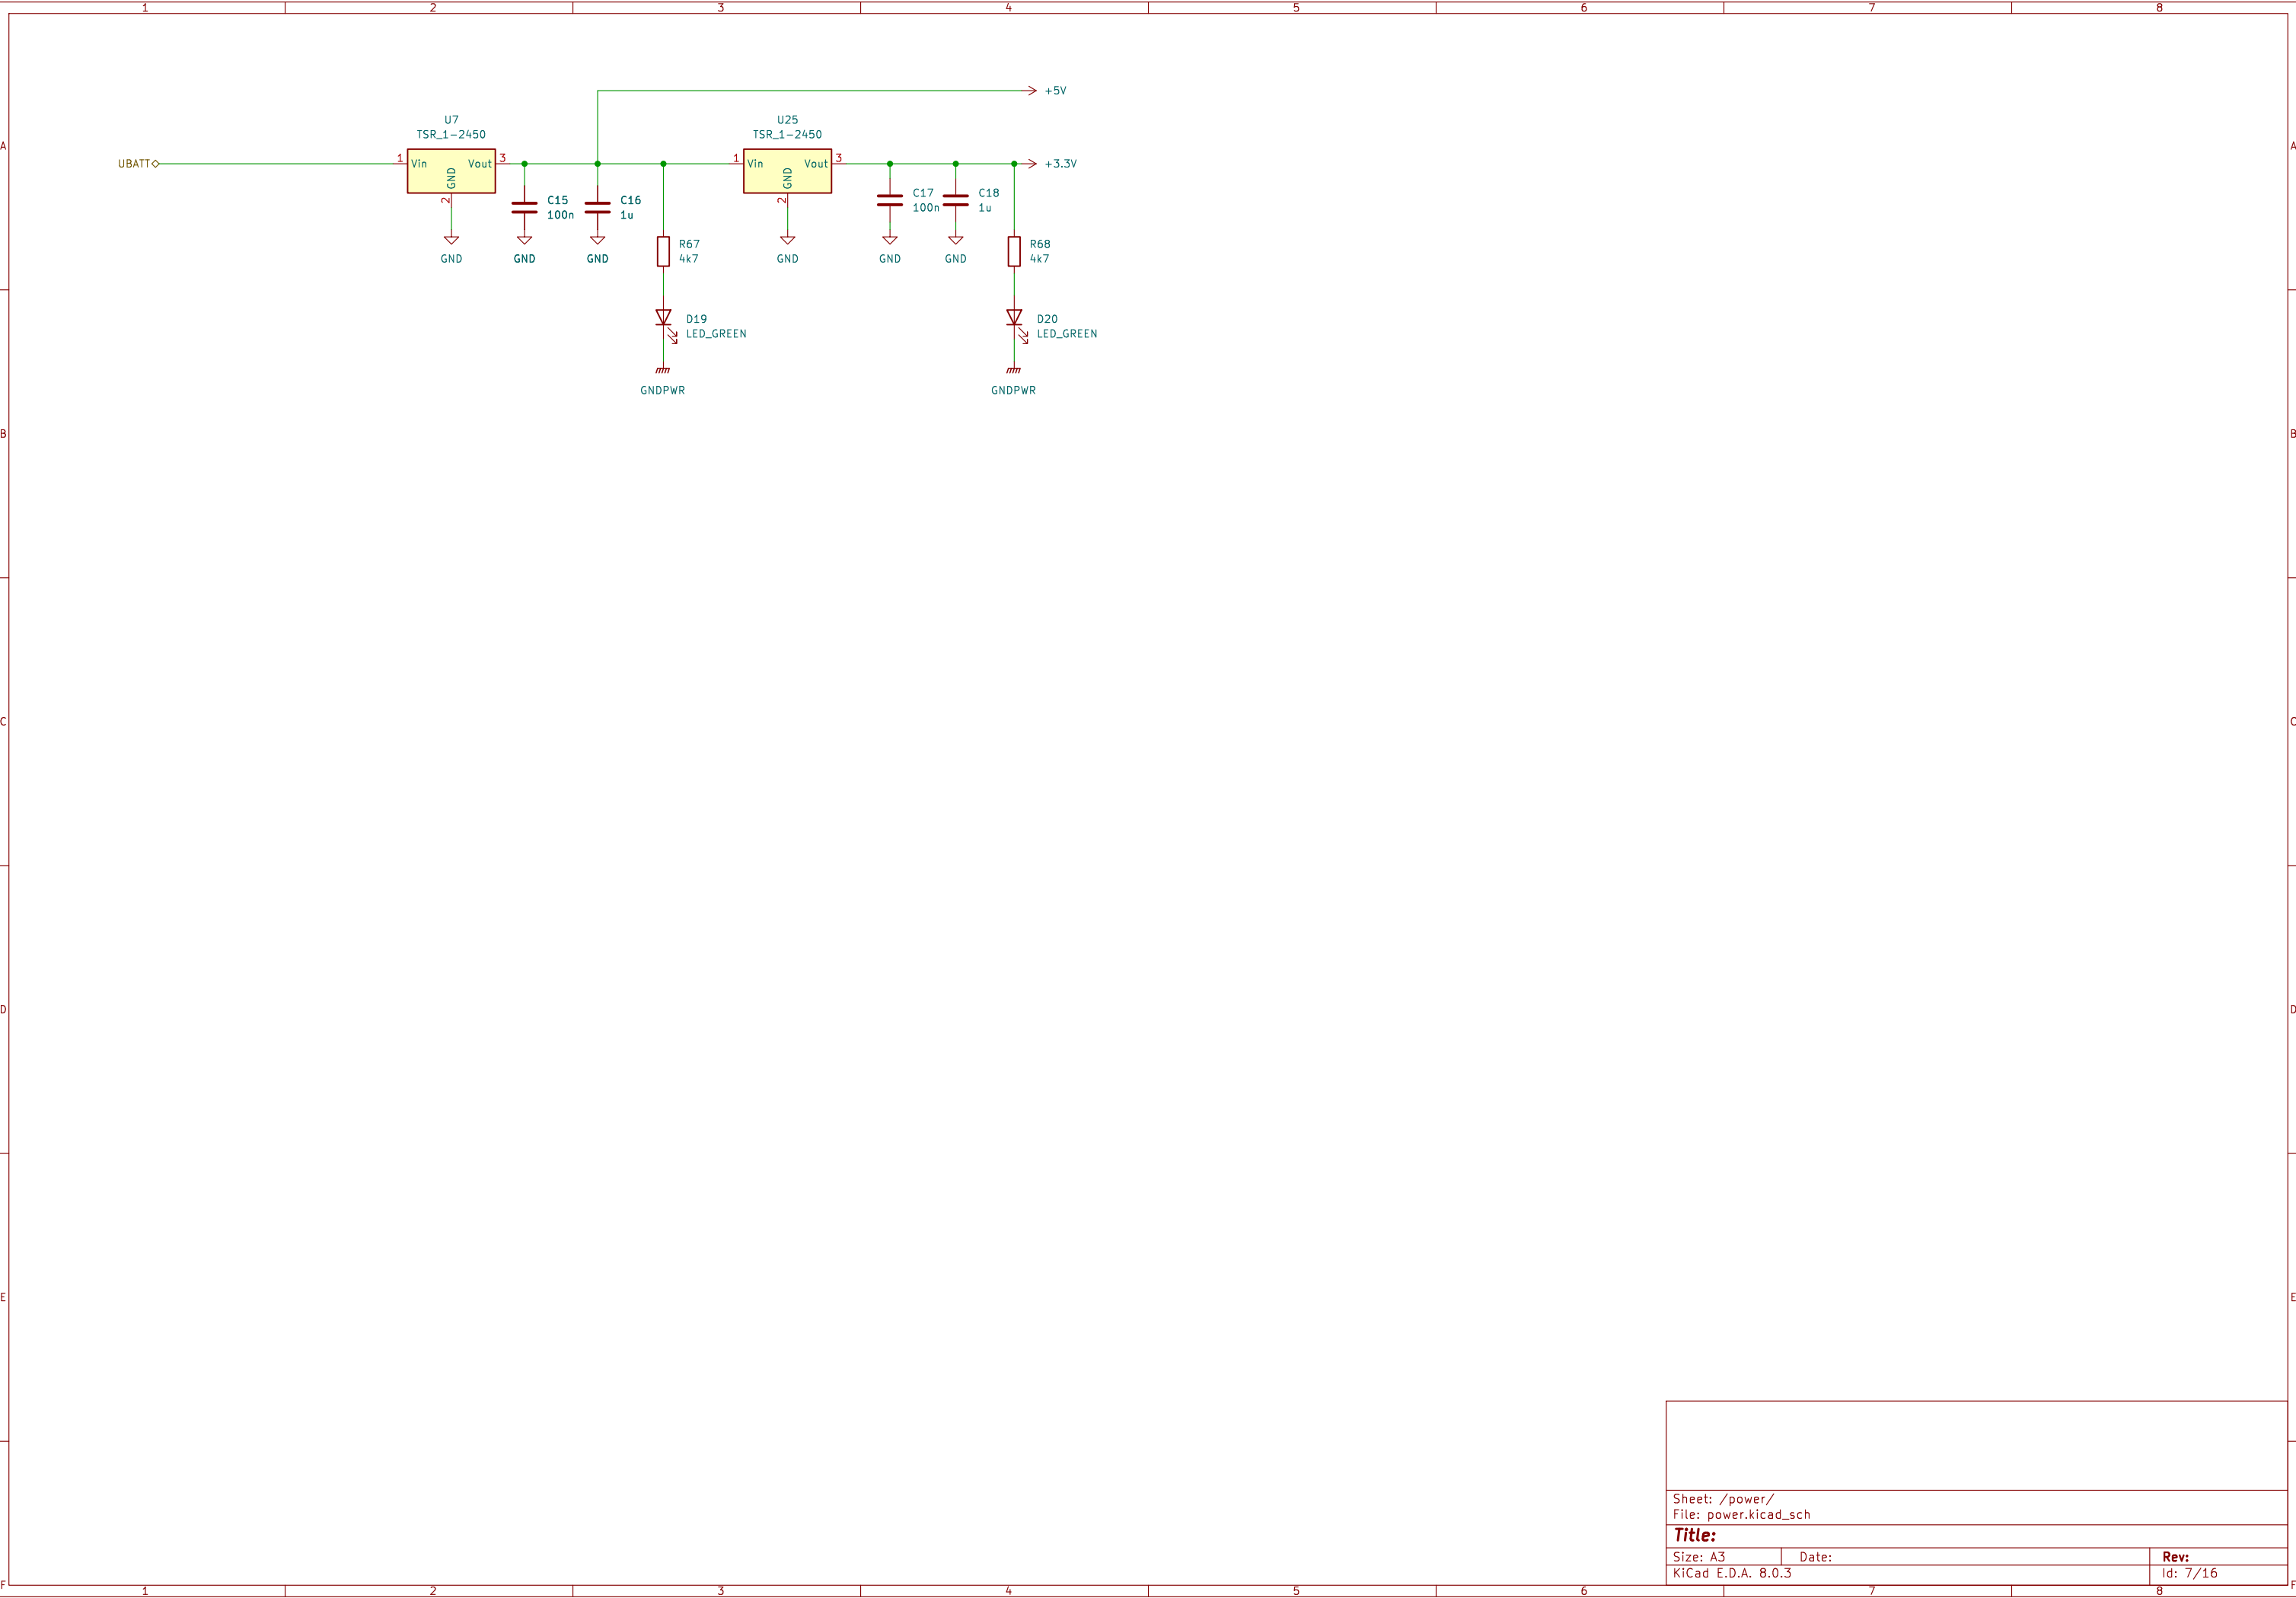 1 2 3 4 5 6 7 8
+5V
U7
TSR_1-2450
U25
TSR_1-2450
A
A
UBATT
1
Vin
Vout
3
GND
2
1
Vin
Vout
3
GND
2
+3.3V
C15
100n
C16
1u
C17
100n
C18
1u
GND
GND
GND
R67
4k7
GND
GND
GND
R68
4k7
D19
LED_GREEN
D20
LED_GREEN
GNDPWR
GNDPWR
B
B
C
C
D
D
E
E
Sheet: /power/
File: power.kicad_sch
Title:
Size: A3
Date:
Rev:
KiCad E.D.A. 8.0.3
Id: 7/16
F
F
1 2 3 4 5 6 7 8